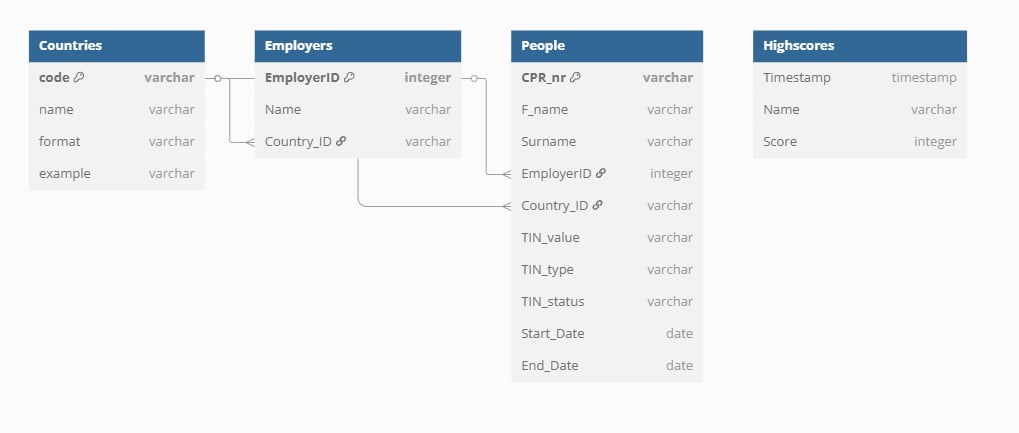 Countries
code varchar
name varchar
format varchar
example varchar
Employers
EmployerID integer
Name varchar
Country_ID varchar
People
CPR_nr varchar
F_name varchar
Surname varchar
EmployerID integer
Country_ID varchar
TIN_value varchar
TIN_type varchar
TIN_status varchar
Start_Date date
End_Date date
Highscores
Timestamp timestamp
Name varchar
Score integer